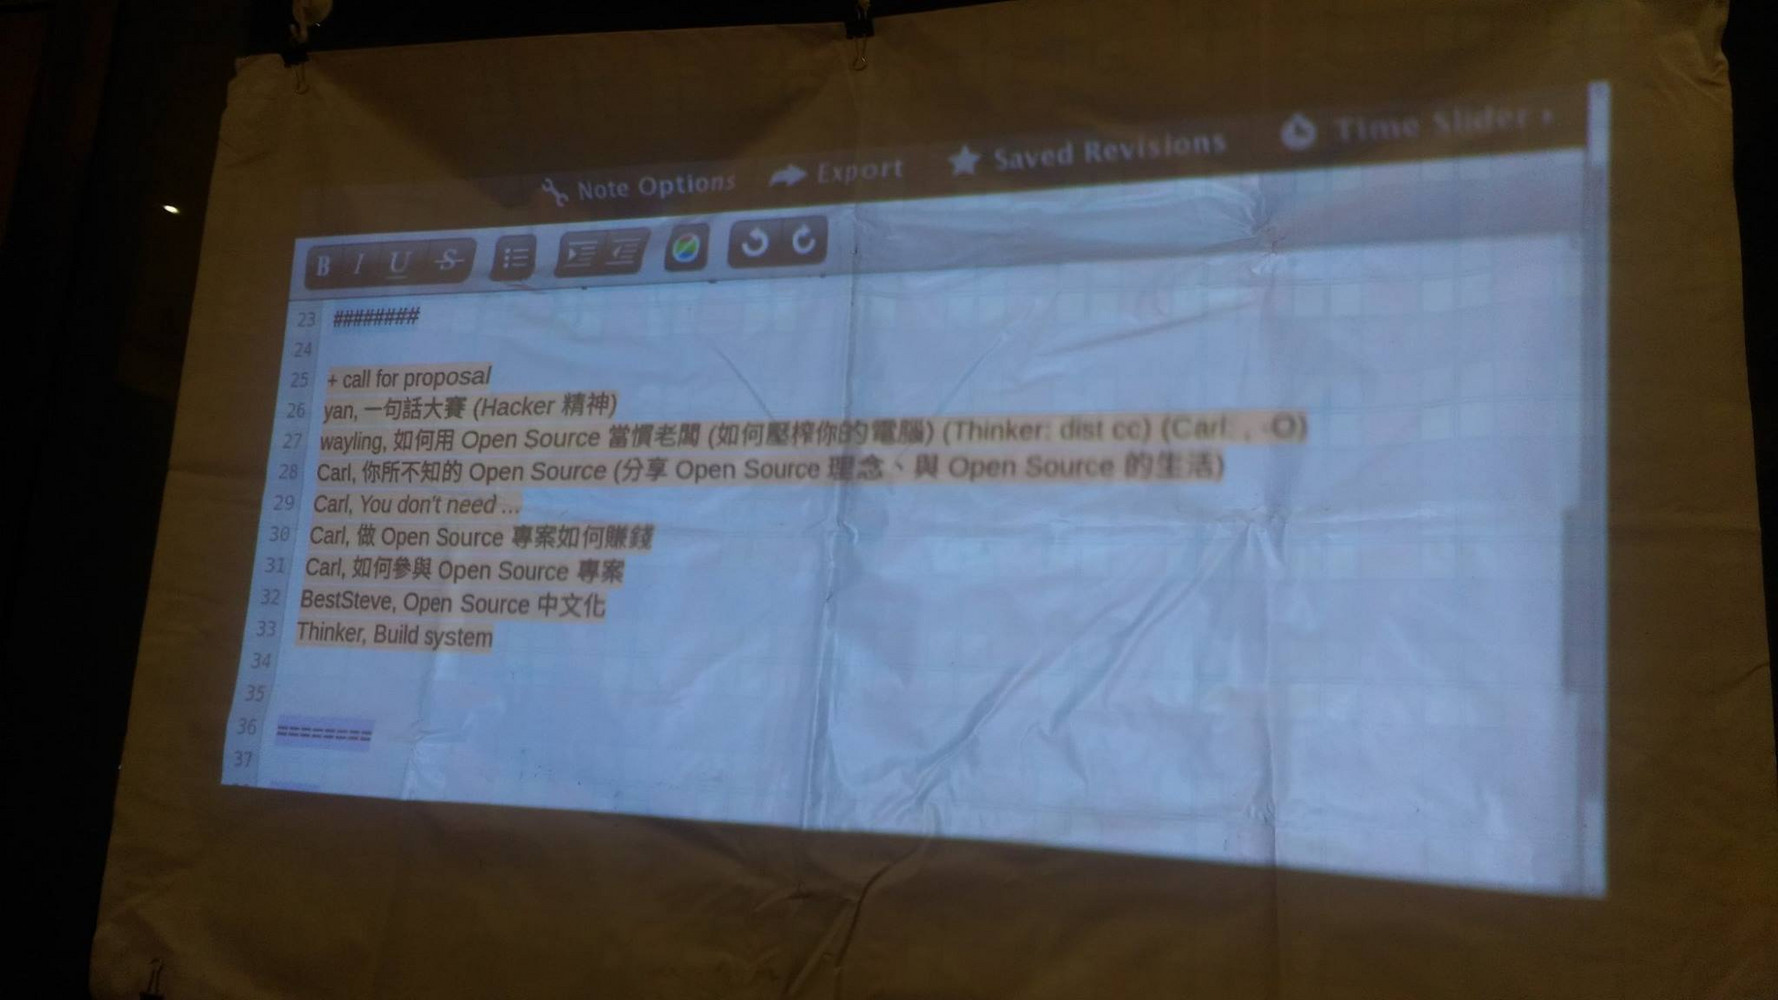 Note Options Export Saved Revisions Time Slider
B I U S
23 ########
24
25 + call for proposal
26 yan, 一句話大賽 (Hacker 精神)
27 wayling, 如何用 Open Source 當慣老闆 (如何壓榨你的電腦) (Thinker: dist cc) (Carl: , -O)
28 Carl, 你所不知的 Open Source (分享 Open Source 理念、與 Open Source 的生活)
29 Carl, You don't need ...
30 Carl, 做 Open Source 專案如何賺錢
31 Carl, 如何參與 Open Source 專案
32 BestSteve, Open Source 中文化
33 Thinker, Build system
34
35
36 ========
37